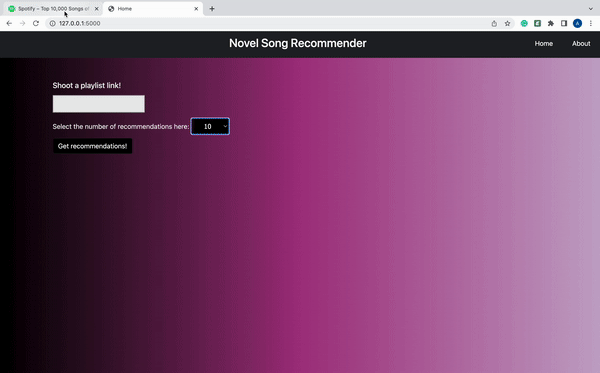 Spotify – Top 10,000 Songs of
Home
127.0.0.1:5000
A
Novel Song Recommender
Home
About
Shoot a playlist link!
Select the number of recommendations here:
10
Get recommendations!